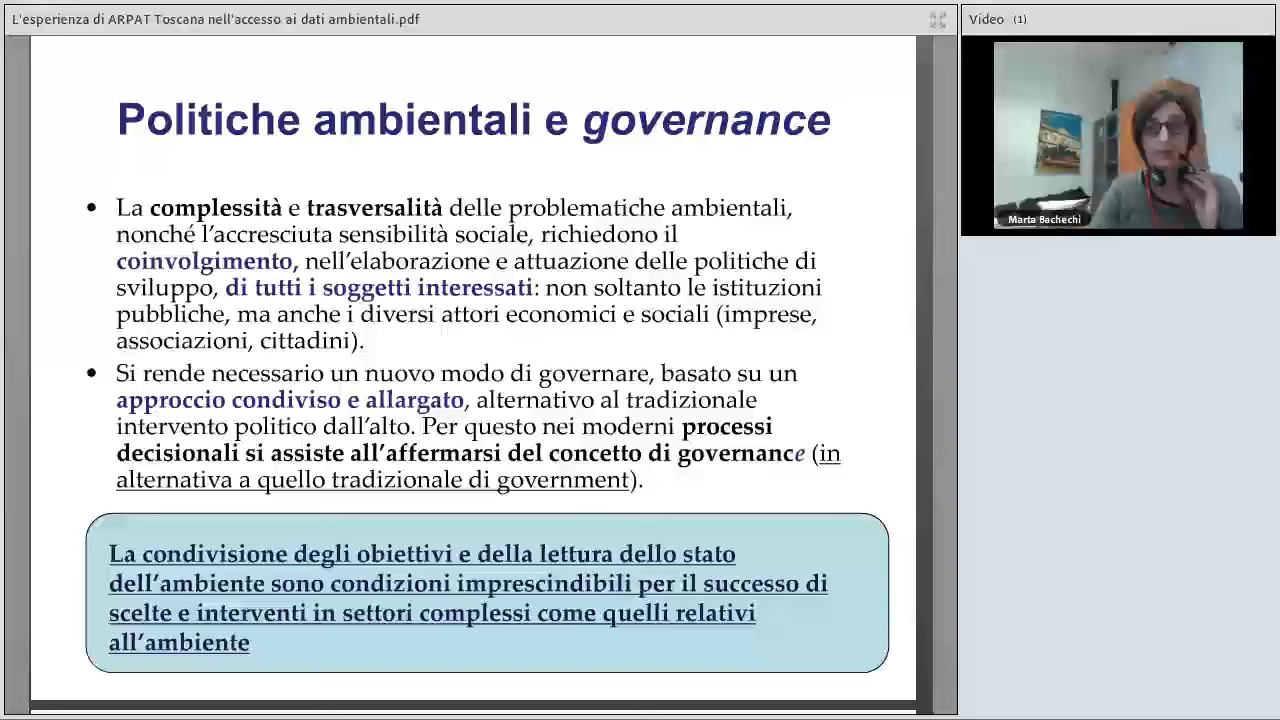 L'esperienza di ARPAT Toscana nell'accesso ai dati ambientali.pdf
Video (1)
Marta Bachechi
Politiche ambientali e governance
• La complessità e trasversalità delle problematiche ambientali,
nonché l’accresciuta sensibilità sociale, richiedono il
coinvolgimento, nell’elaborazione e attuazione delle politiche di
sviluppo, di tutti i soggetti interessati: non soltanto le istituzioni
pubbliche, ma anche i diversi attori economici e sociali (imprese,
associazioni, cittadini).
• Si rende necessario un nuovo modo di governare, basato su un
approccio condiviso e allargato, alternativo al tradizionale
intervento politico dall’alto. Per questo nei moderni processi
decisionali si assiste all’affermarsi del concetto di governance (in
alternativa a quello tradizionale di government).
La condivisione degli obiettivi e della lettura dello stato
dell’ambiente sono condizioni imprescindibili per il successo di
scelte e interventi in settori complessi come quelli relativi
all’ambiente